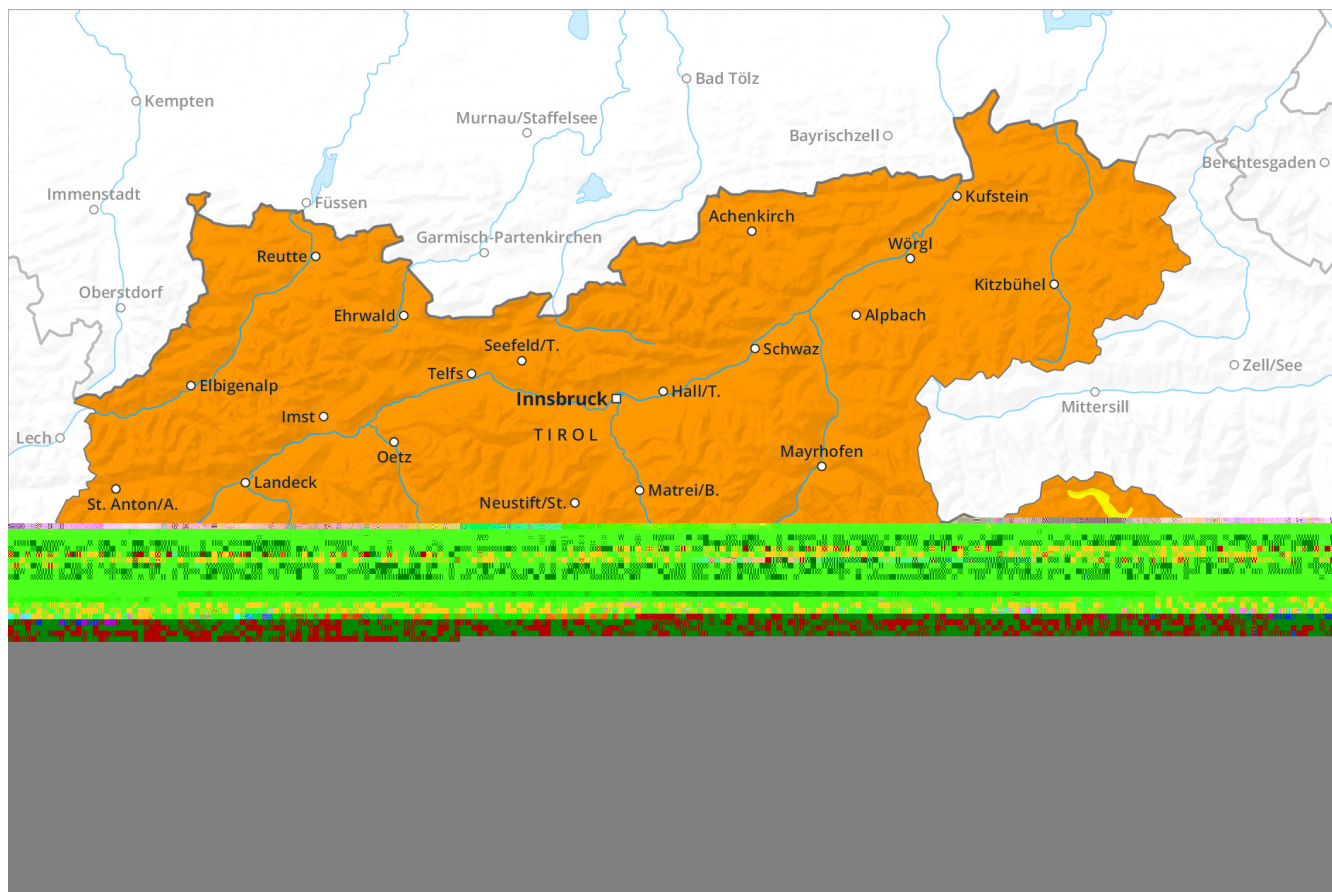 Bad Tölz
Kempten
Murnau/Staffelsee
Bayrischzell
Berchtesgaden
Immenstadt
Füssen
Kufstein
Achenkirch
Garmisch-Partenkirchen
Wörgl
Reutte
Kitzbühel
Oberstdorf
Ehrwald
Alpbach
Seefeld/T.
Schwaz
Zell/See
Telfs
Elbigenalp
Hall/T.
Innsbruck
Mittersill
Imst
TIROL
Lech
Mayrhofen
Oetz
Landeck
Matrei/B.
St. Anton/A.
Neustift/St.